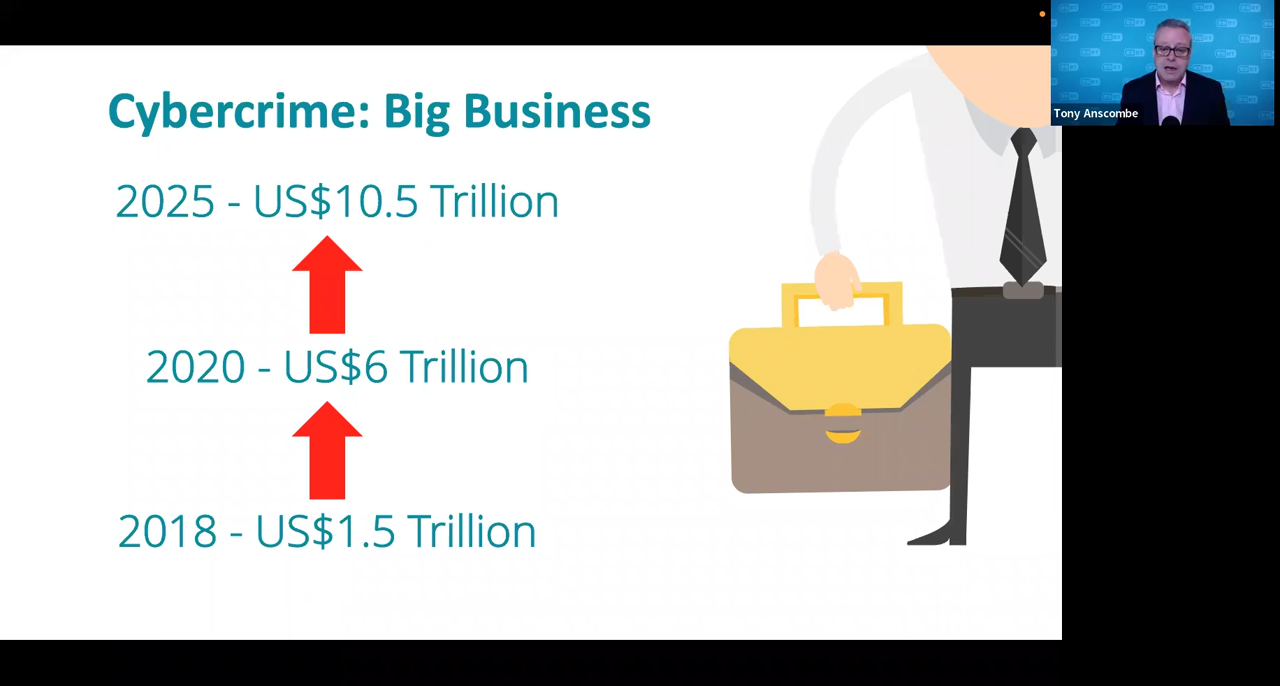 Cybercrime: Big Business
2025 - US$10.5 Trillion
2020 - US$6 Trillion
2018 - US$1.5 Trillion
Tony Anscombe
eset